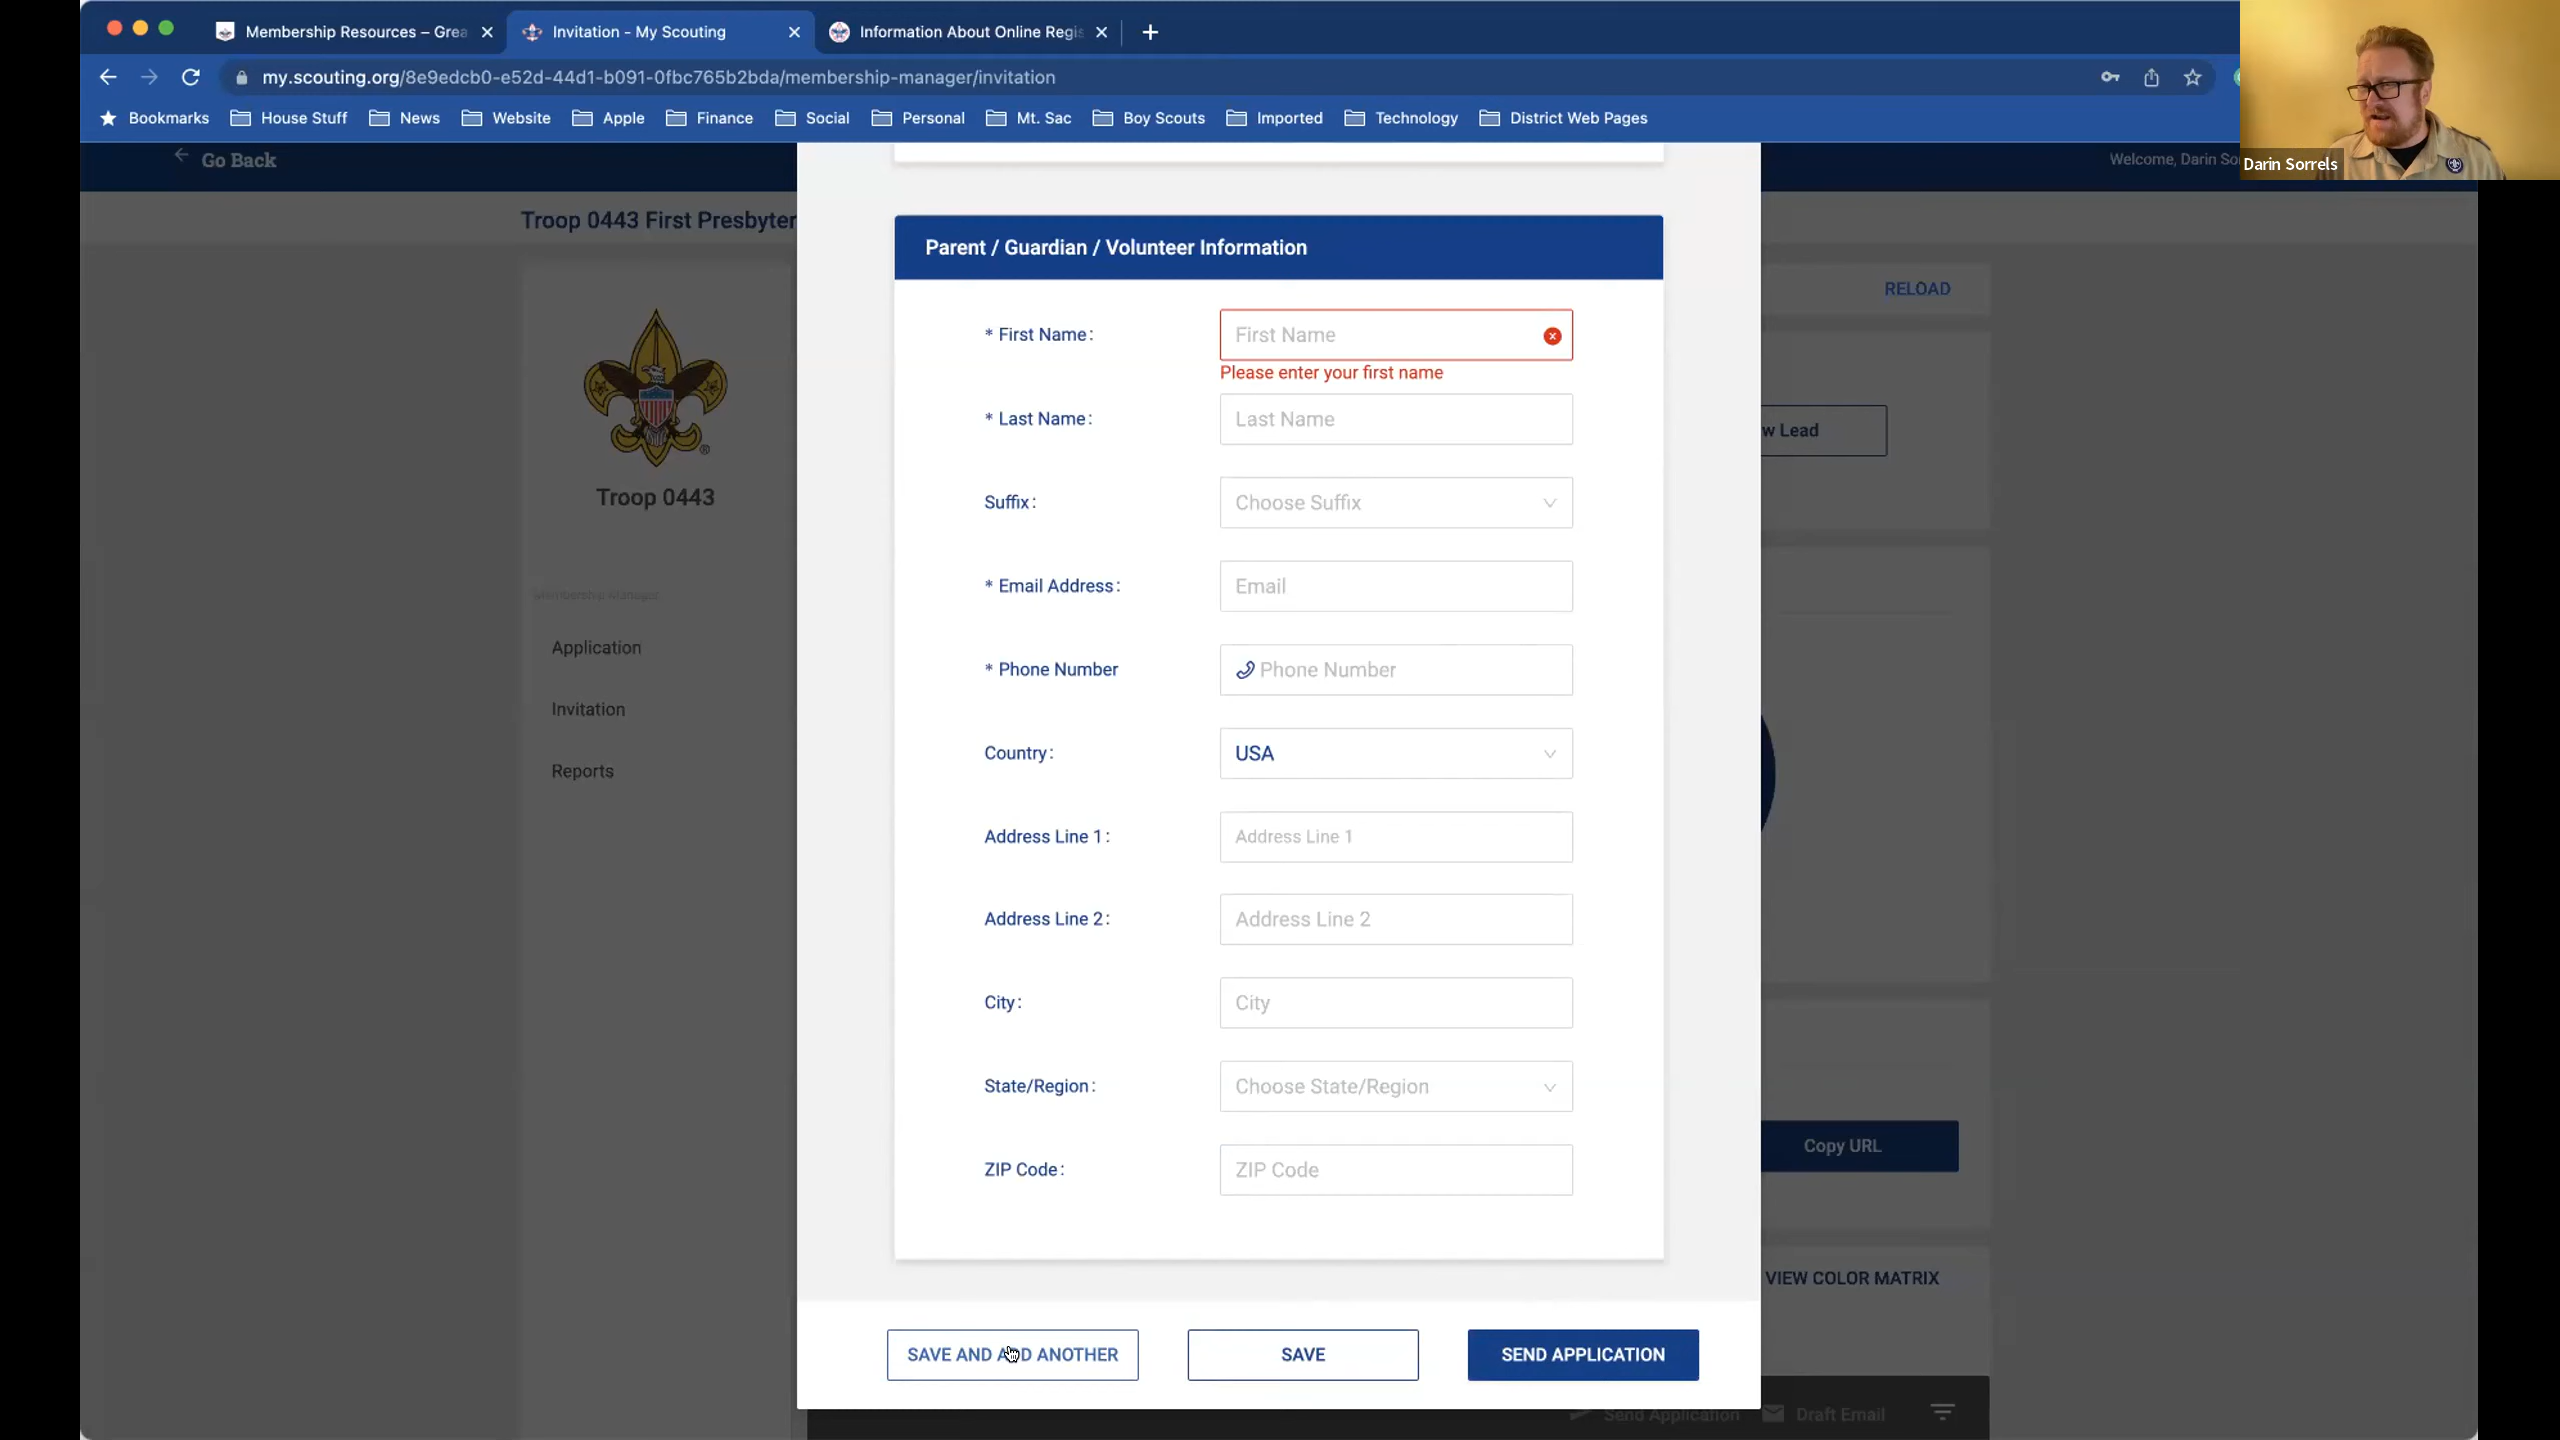 Membership Resources – Grea
Invitation - My Scouting
Information About Online Regis
my.scouting.org/8e9edcb0-e52d-44d1-b091-0fbc765b2bda/membership-manager/invitation
Bookmarks
House Stuff
News
Website
Apple
Finance
Social
Personal
Mt. Sac
Boy Scouts
Imported
Technology
District Web Pages
Darin Sorrels
Go Back
Welcome, Darin So
Troop 0443 First Presbyter
Parent / Guardian / Volunteer Information
RELOAD
* First Name:
First Name
Please enter your first name
* Last Name:
Last Name
w Lead
Troop 0443
Suffix:
Choose Suffix
* Email Address:
Email
Membership Manager
Application
* Phone Number
Phone Number
Invitation
Country:
USA
Reports
Address Line 1:
Address Line 1
Address Line 2:
Address Line 2
City:
City
State/Region:
Choose State/Region
ZIP Code:
ZIP Code
Copy URL
VIEW COLOR MATRIX
SAVE AND ADD ANOTHER
SAVE
SEND APPLICATION
Send Application
Draft Email